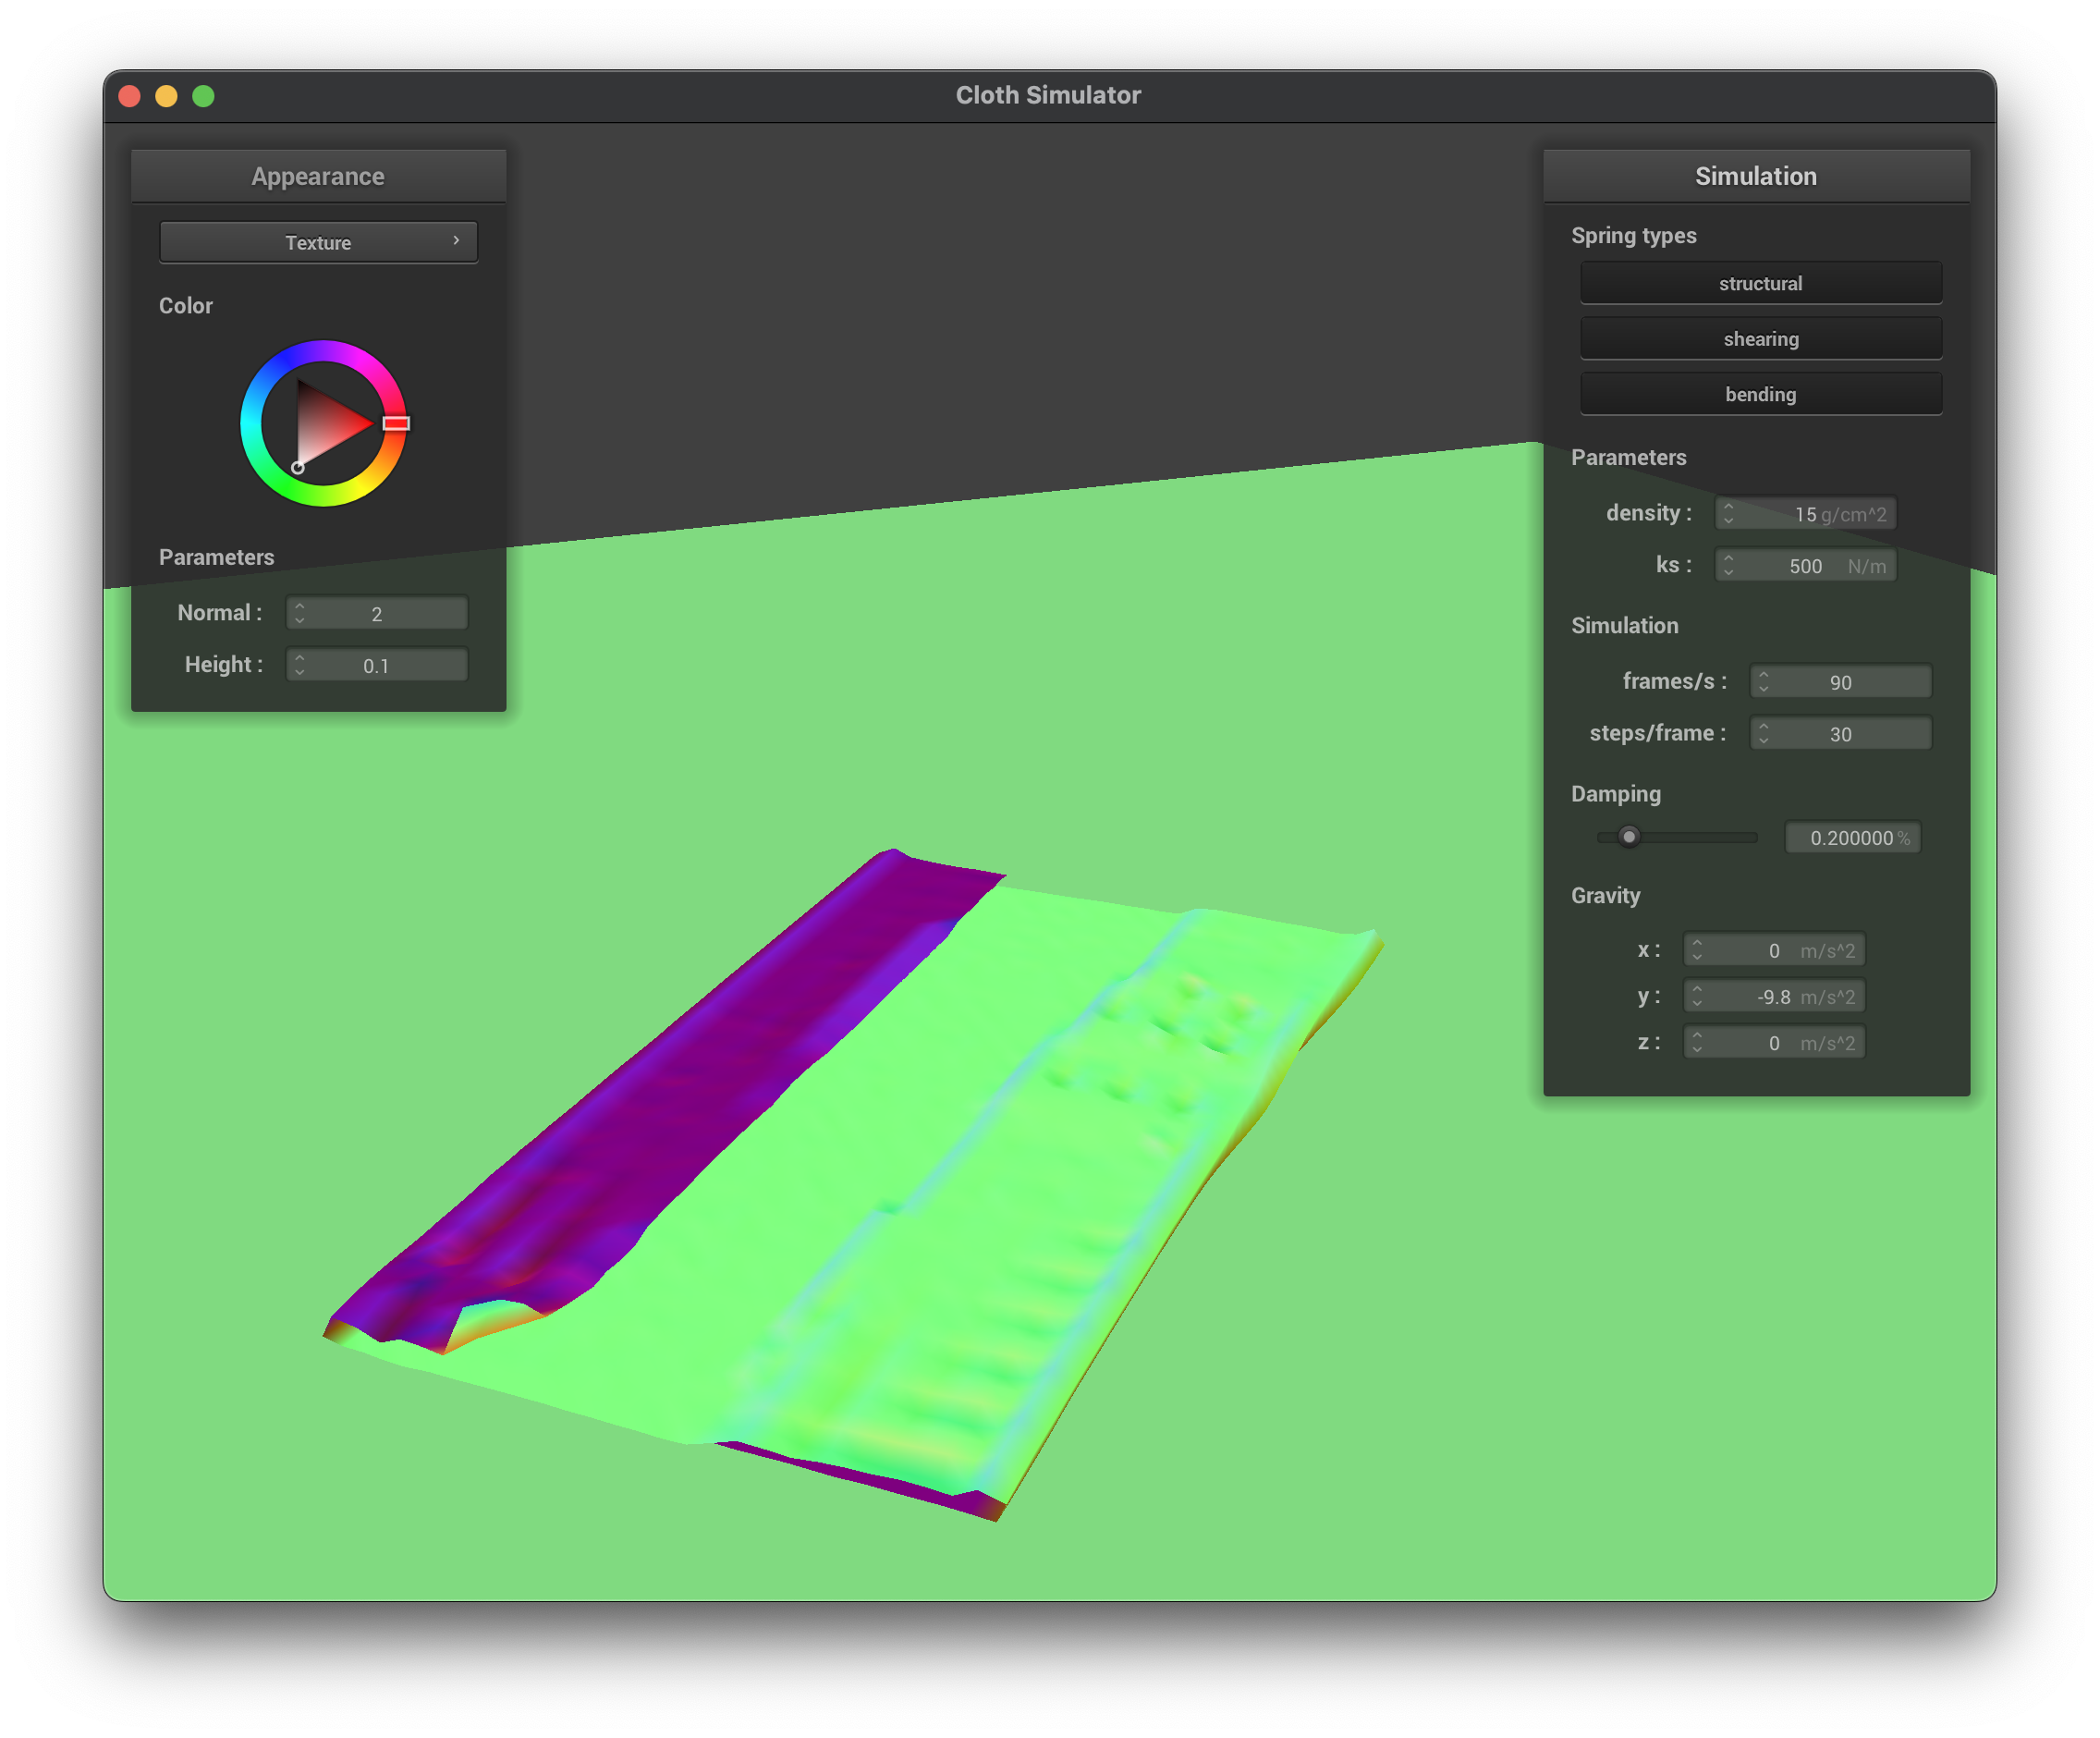 Cloth Simulator
Appearance
Texture
Color
Parameters
Normal : 2
Height : 0.1
Simulation
Spring types
structural
shearing
bending
Parameters
density : 15 g/cm^2
ks : 500 N/m
Simulation
frames/s : 90
steps/frame : 30
Damping
0.200000 %
Gravity
x : 0 m/s^2
y : -9.8 m/s^2
z : 0 m/s^2